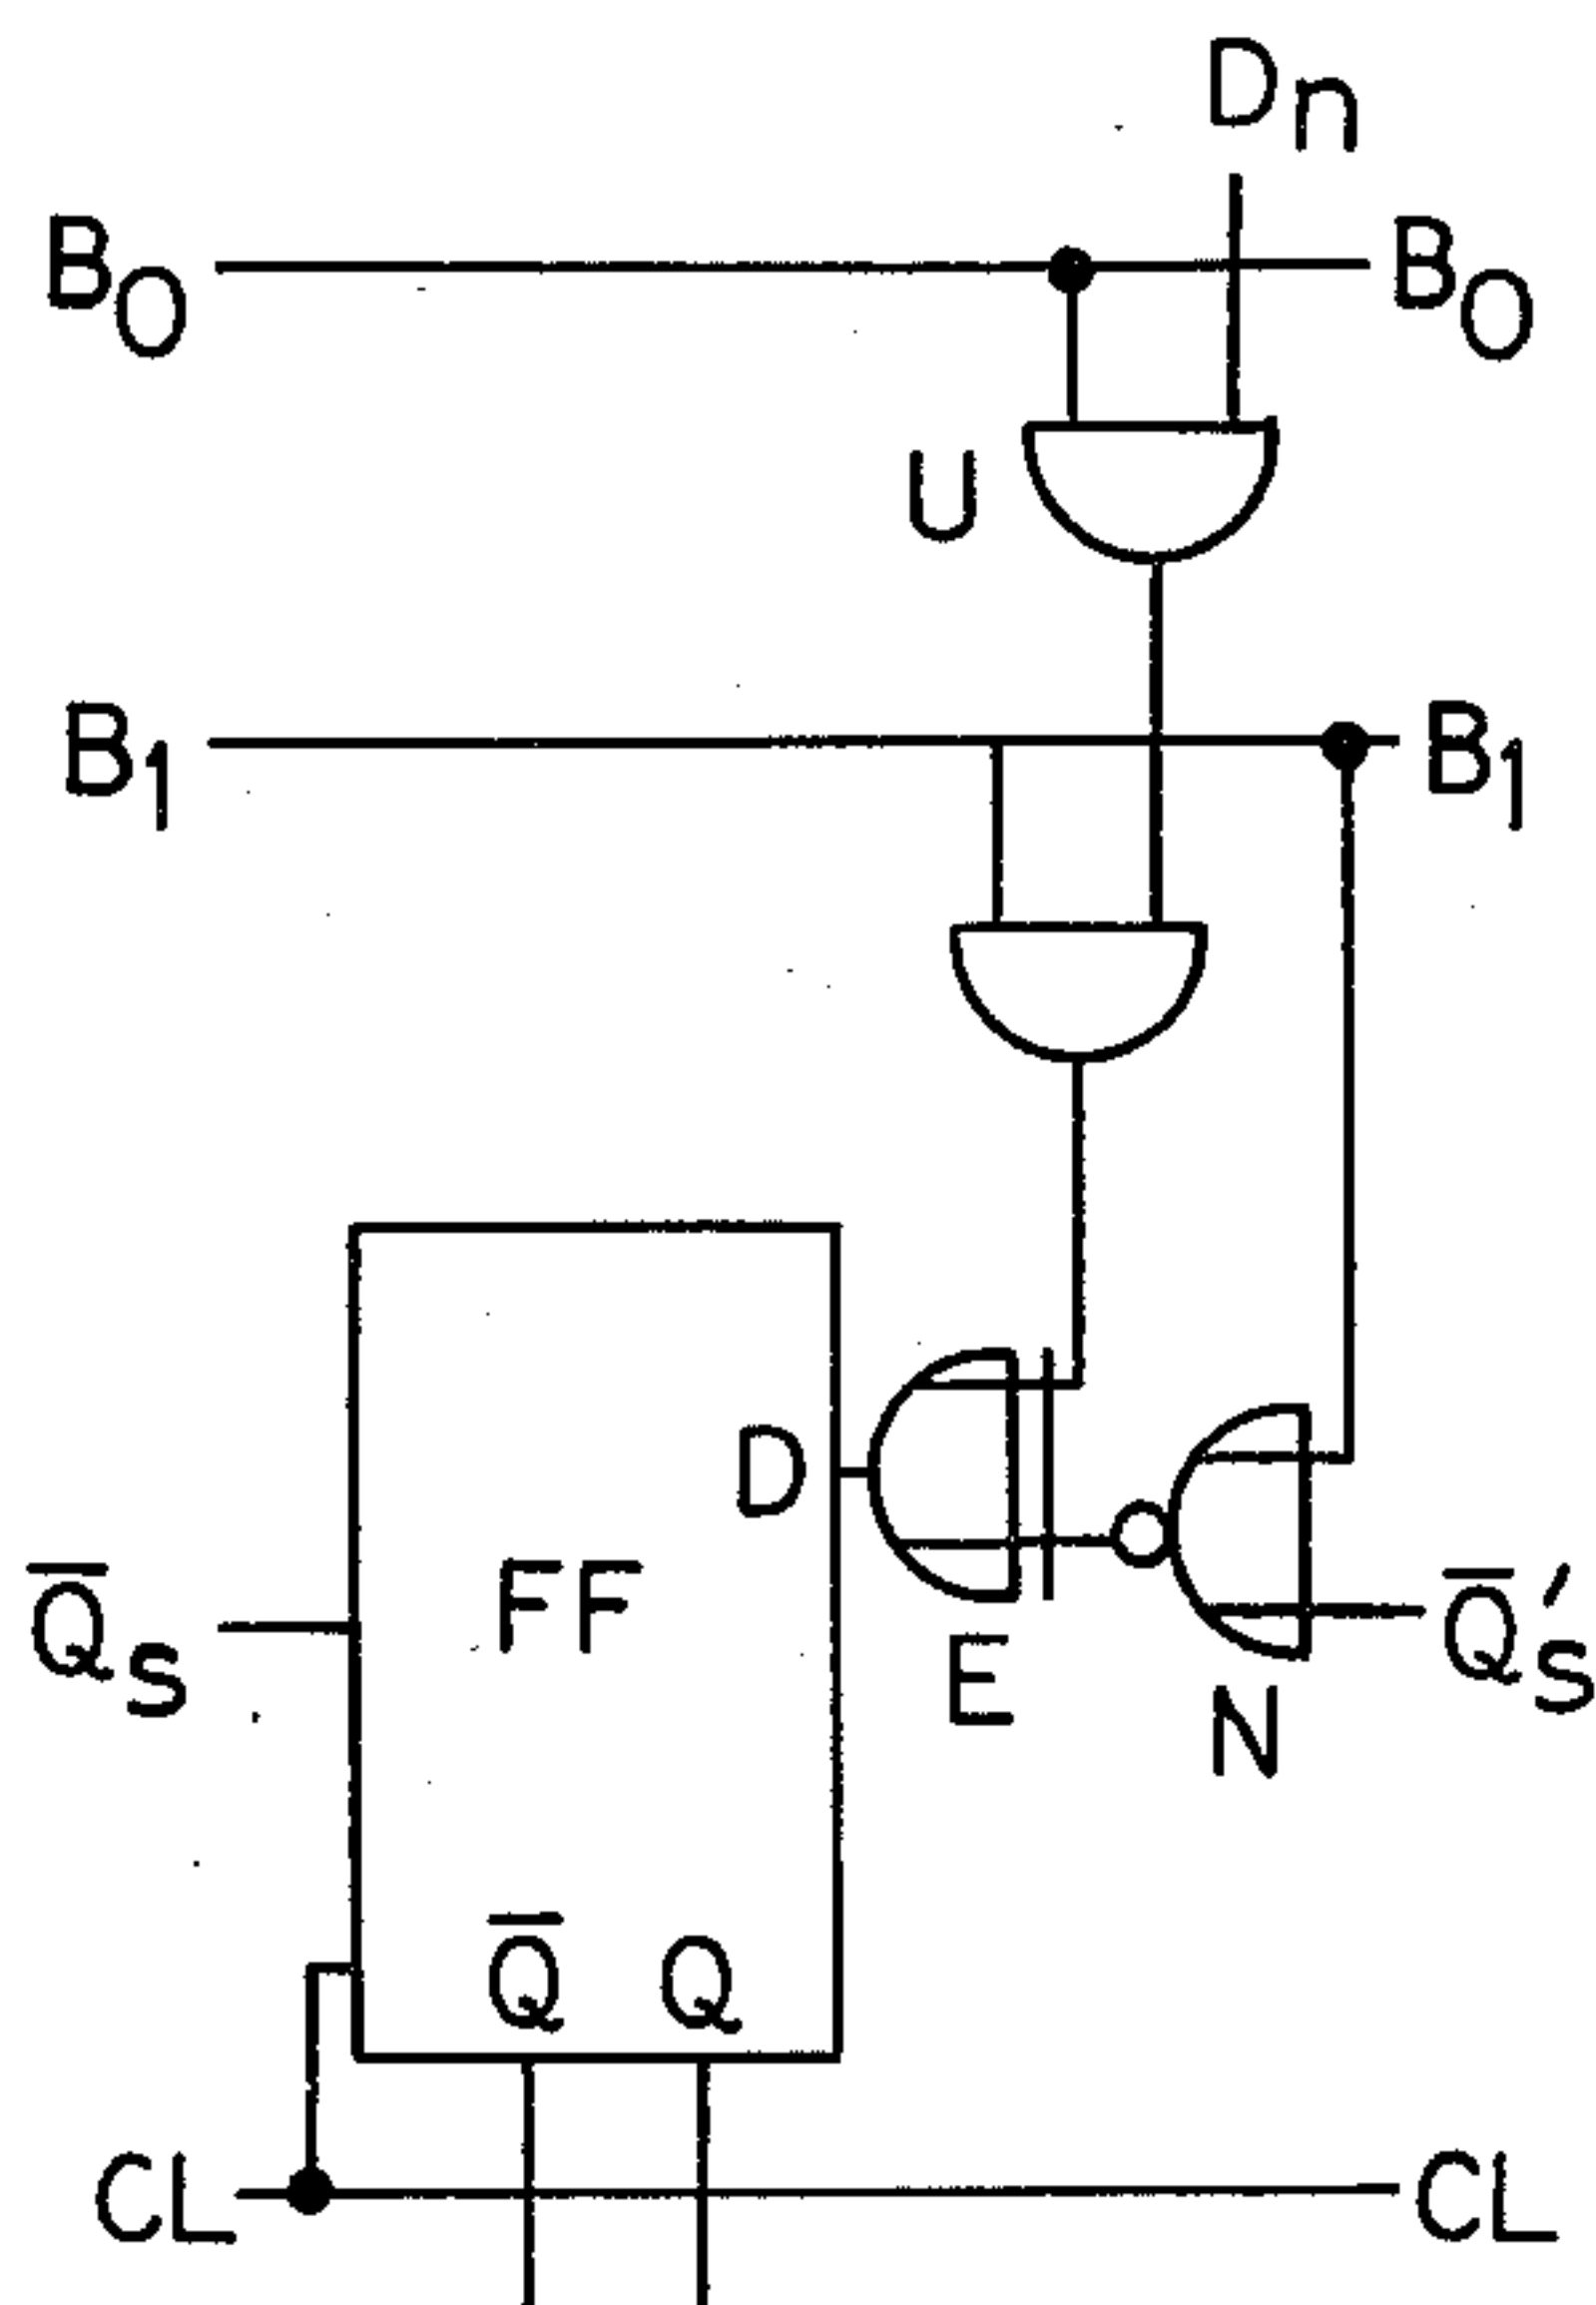 Dn
B₀ B₀
U
B₁ B₁
D
Q̅s FF Q̅s′
E
N
Q̅ Q
CL CL